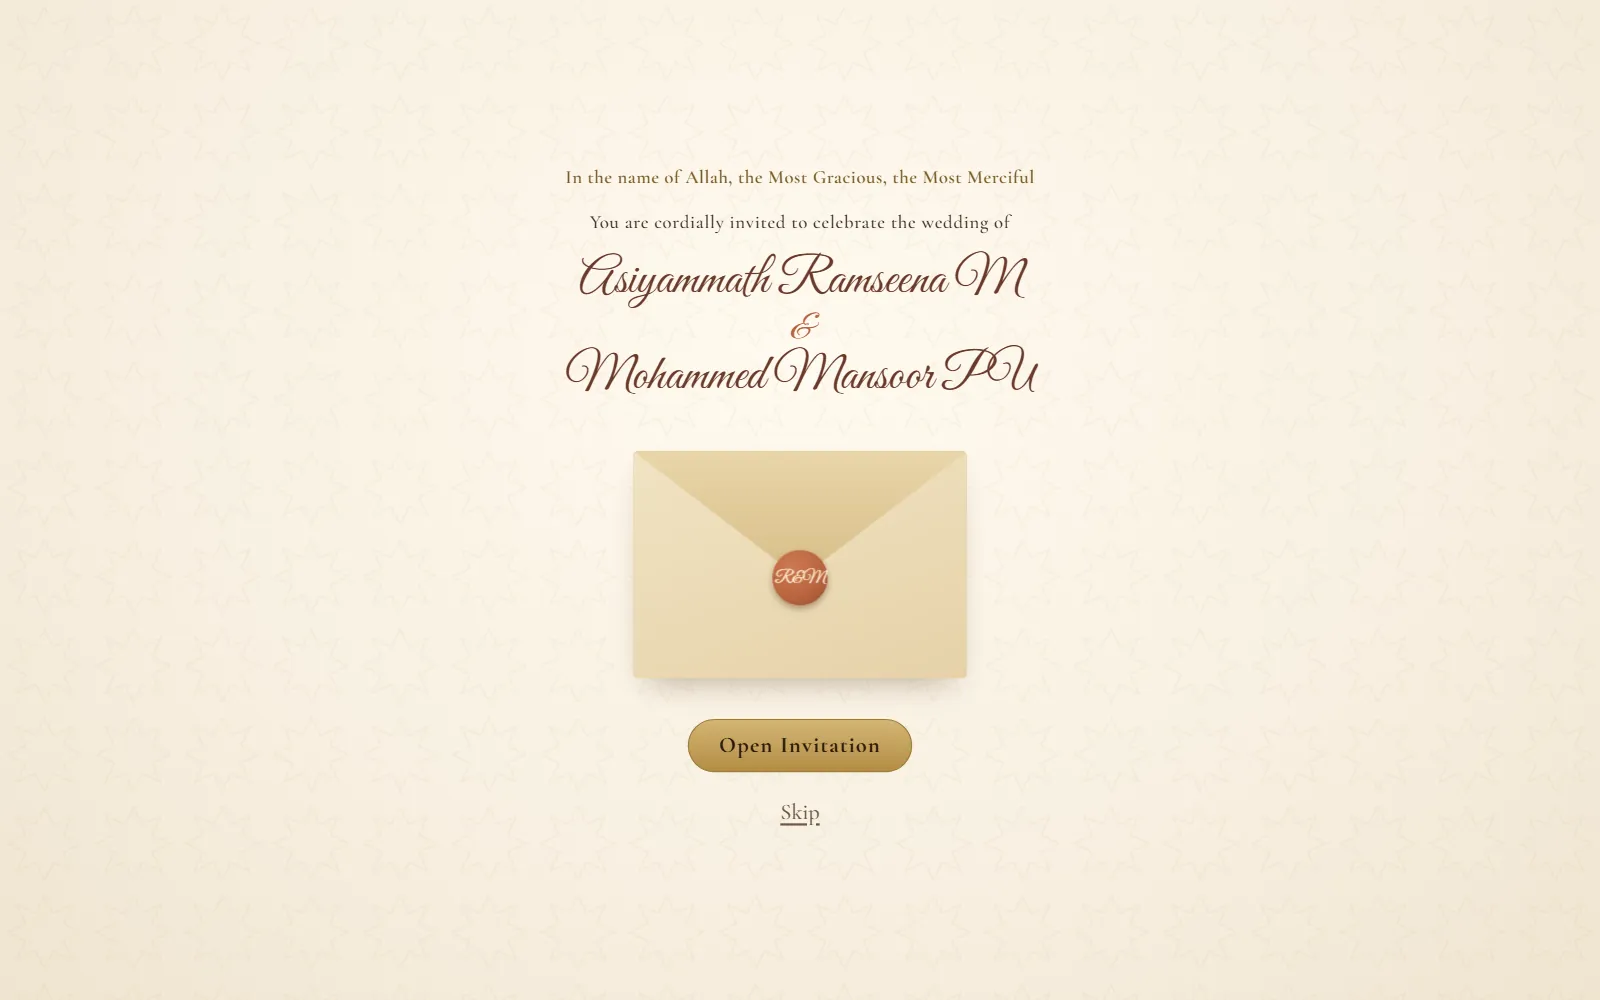 In the name of Allah, the Most Gracious, the Most Merciful
You are cordially invited to celebrate the wedding of
Asiyammath Ramseena M
&
Mohammed Mansoor P U
R&M
Open Invitation
Skip